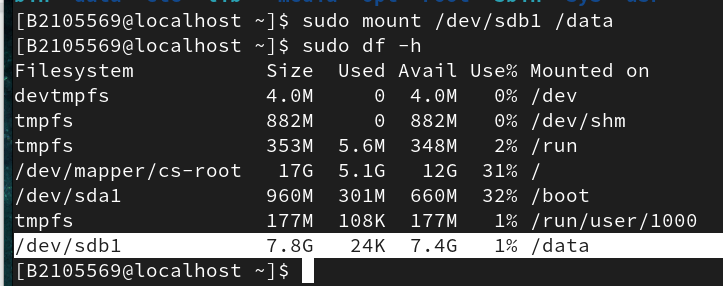 [B2105569@localhost ~]$ sudo mount /dev/sdb1 /data
[B2105569@localhost ~]$ sudo df -h
Filesystem           Size  Used Avail Use% Mounted on
devtmpfs             4.0M     0  4.0M   0% /dev
tmpfs                882M     0  882M   0% /dev/shm
tmpfs                353M  5.6M  348M   2% /run
/dev/mapper/cs-root   17G  5.1G   12G  31% /
/dev/sda1            960M  301M  660M  32% /boot
tmpfs                177M  108K  177M   1% /run/user/1000
/dev/sdb1            7.8G   24K  7.4G   1% /data
[B2105569@localhost ~]$